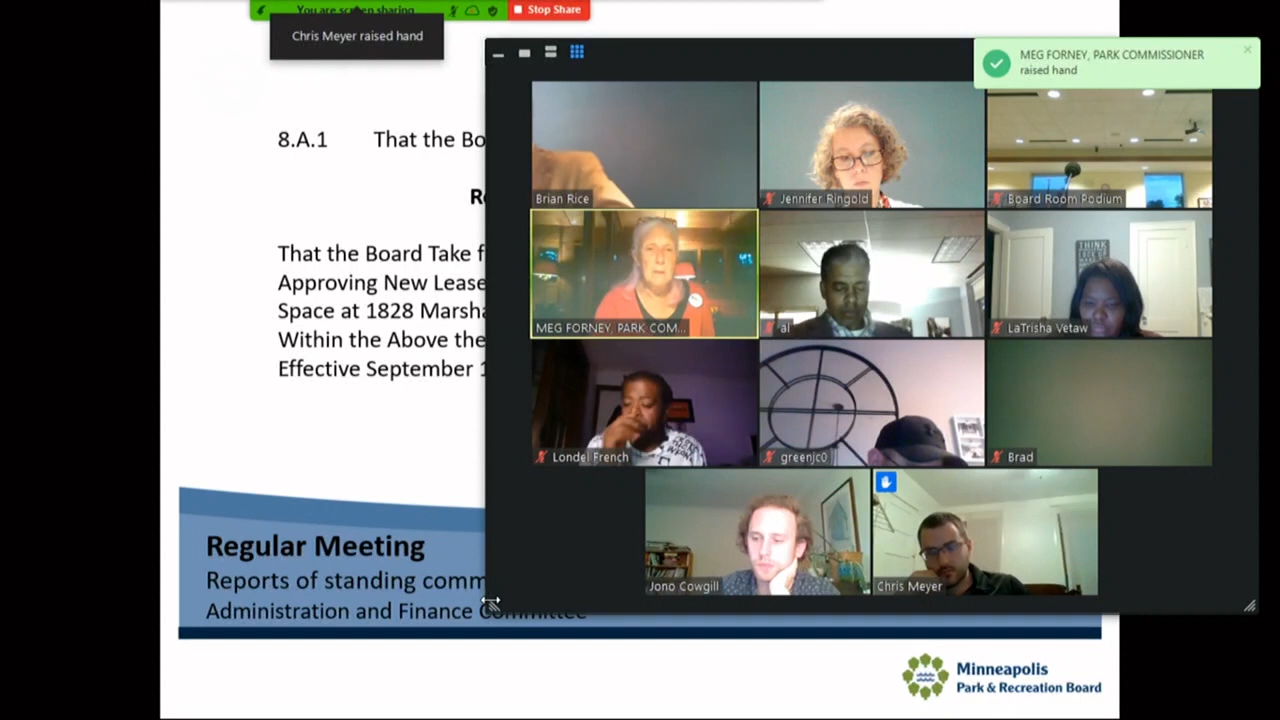 You are screen sharing
Stop Share
Chris Meyer raised hand
MEG FORNEY, PARK COMMISSIONER
raised hand
8.A.1 That the Bo
R
That the Board Take f
Approving New Lease
Space at 1828 Marsha
Within the Above the
Effective September 1
Brian Rice
Jennifer Ringold
Board Room Podium
MEG FORNEY, PARK COM...
al
THINK
LaTrisha Vetaw
Londel French
greenjc0
Brad
Jono Cowgill
Chris Meyer
Regular Meeting
Reports of standing comm
Administration and Finance Committee
Minneapolis
Park & Recreation Board